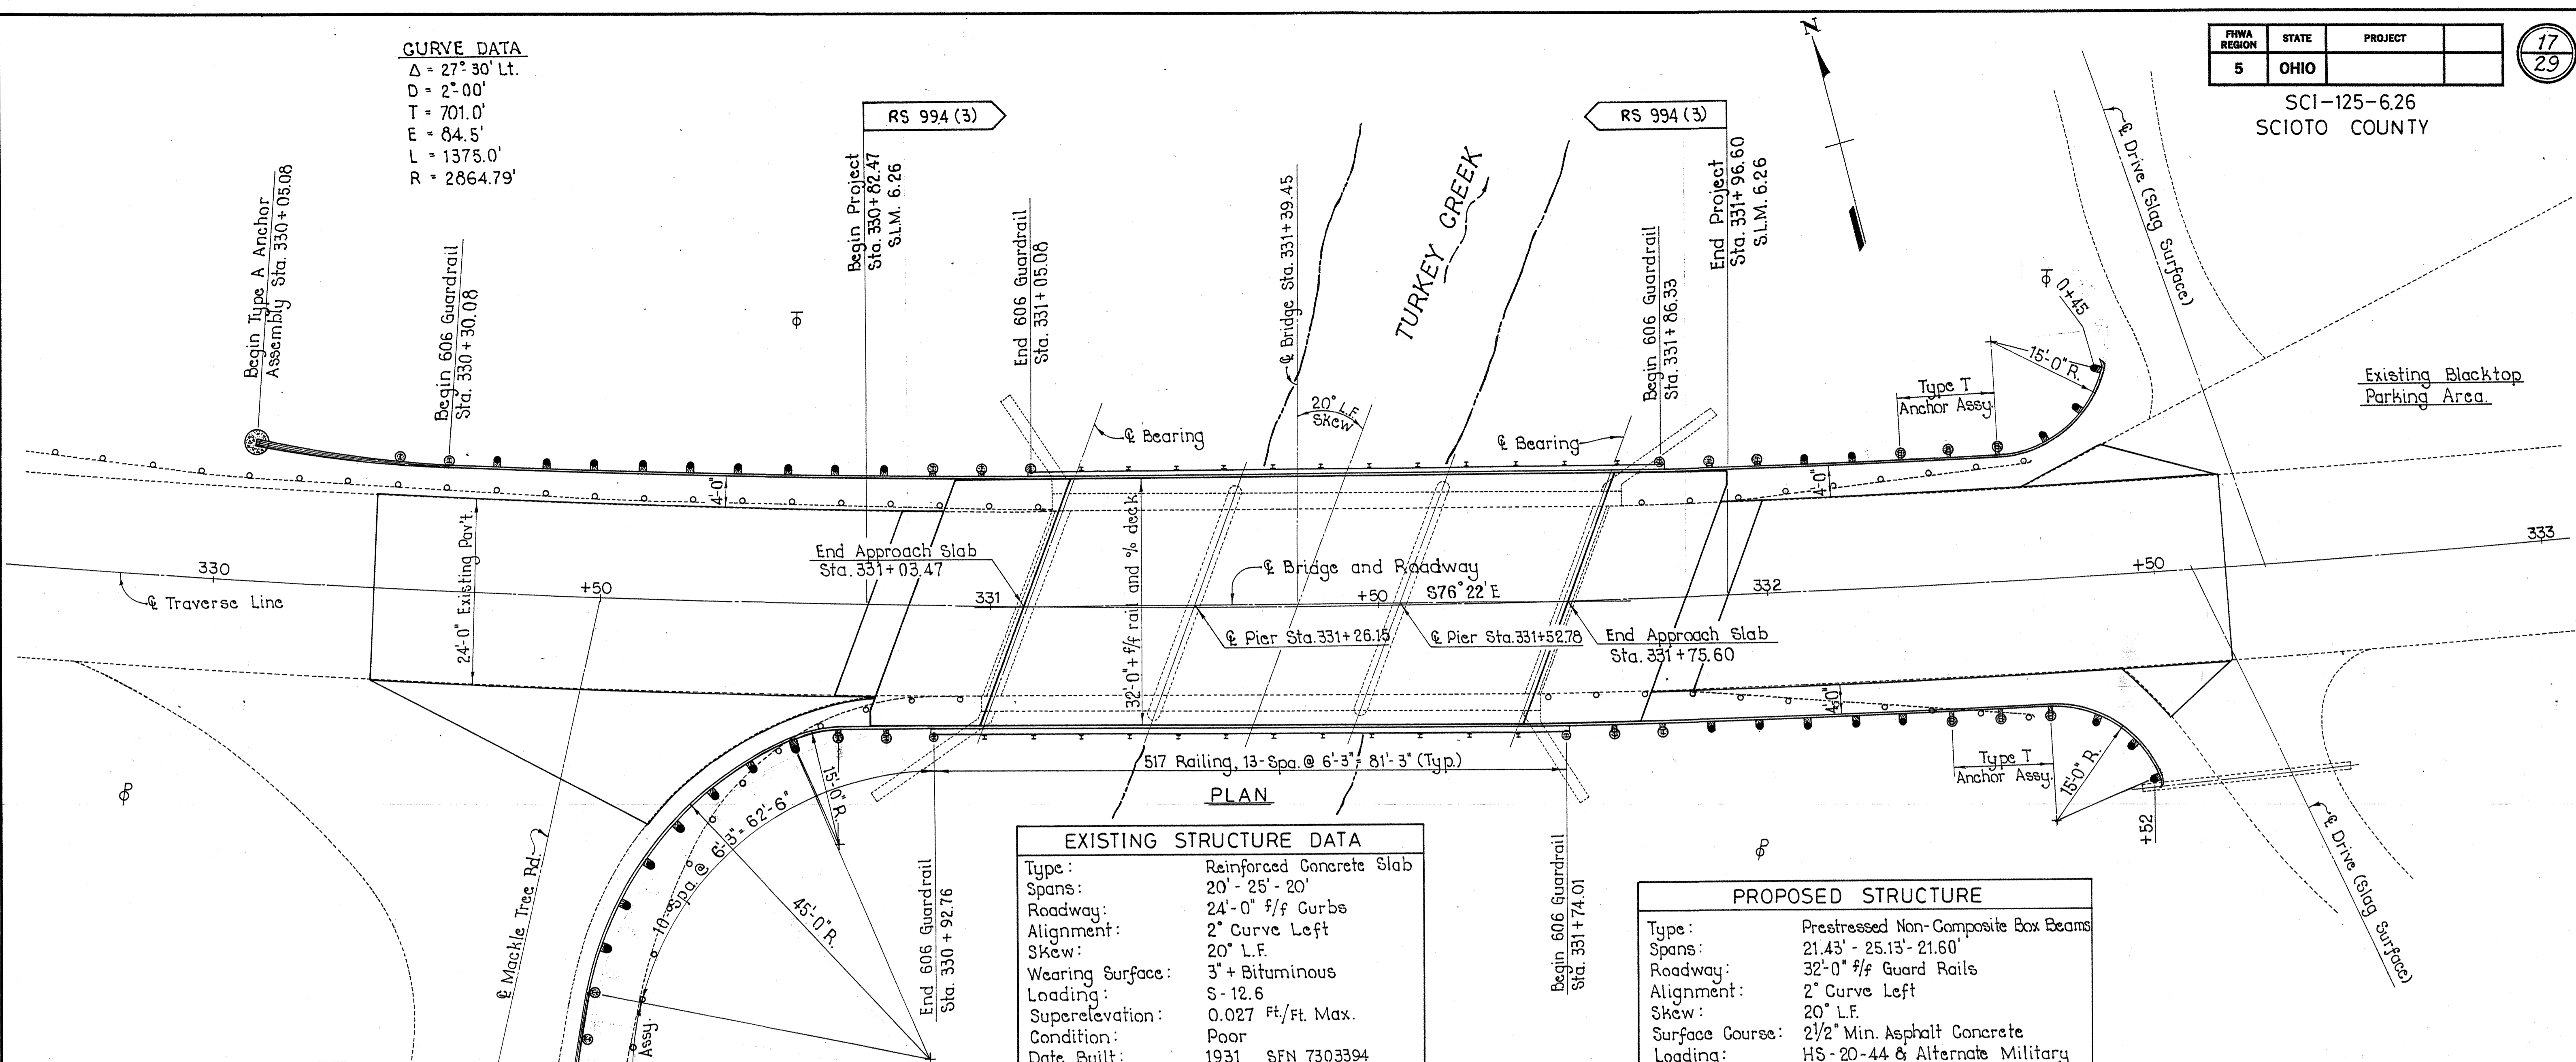 CURVE DATA
Δ = 27°-30' Lt.
D = 2°-00'
T = 701.0'
E = 84.5'
L = 1375.0'
R = 2864.79'
FHWA REGION STATE PROJECT
5 OHIO
17
29
SCI-125-6.26
SCIOTO COUNTY
RS 994 (3)
RS 994 (3)
N
Begin Type A Anchor
Assembly Sta. 330+05.08
Begin 606 Guardrail
Sta. 330+30.08
Begin Project
Sta. 330+82.47
S.L.M. 6.26
End 606 Guardrail
Sta. 331+05.08
℄ Bridge Sta. 331+39.45
TURKEY CREEK
Begin 606 Guardrail
Sta. 331+86.33
End Project
Sta. 331+96.60
S.L.M. 6.26
℄ Drive (Slag Surface)
0+45
15'-0" R.
Type T
Anchor Assy.
Existing Blacktop
Parking Area.
20° L.F.
Skew
℄ Bearing
℄ Bearing
4'-0"
4'-0"
24'-0" Existing Pav't.
End Approach Slab
Sta. 331+03.47
32'-0"± f/f rail and o/o deck
℄ Bridge and Roadway
S76°22'E
330
+50
331
+50
332
+50
333
℄ Traverse Line
℄ Pier Sta. 331+26.15
℄ Pier Sta. 331+52.78
End Approach Slab
Sta. 331+75.60
4'-0"
517 Railing, 13-Spa. @ 6'-3" = 81'-3" (Typ.)
PLAN
15'-0" R.
10-Spa. @ 6'-3" = 62'-6"
45'-0" R.
℄ Mackle Tree Rd.
Assy.
End 606 Guardrail
Sta. 330+92.76
Begin 606 Guardrail
Sta. 331+74.01
Type T
Anchor Assy.
15'-0" R.
+52
℄ Drive (Slag Surface)
EXISTING STRUCTURE DATA
Type: Reinforced Concrete Slab
Spans: 20' - 25' - 20'
Roadway: 24'-0" f/f Curbs
Alignment: 2° Curve Left
Skew: 20° L.F.
Wearing Surface: 3"± Bituminous
Loading: S-12.6
Superelevation: 0.027 Ft./Ft. Max.
Condition: Poor
Date Built: 1931 SFN 7303394
PROPOSED STRUCTURE
Type: Prestressed Non-Composite Box Beams
Spans: 21.43' - 25.13' - 21.60'
Roadway: 32'-0" f/f Guard Rails
Alignment: 2° Curve Left
Skew: 20° L.F.
Surface Course: 2 1/2" Min. Asphalt Concrete
Loading: HS-20-44 & Alternate Military